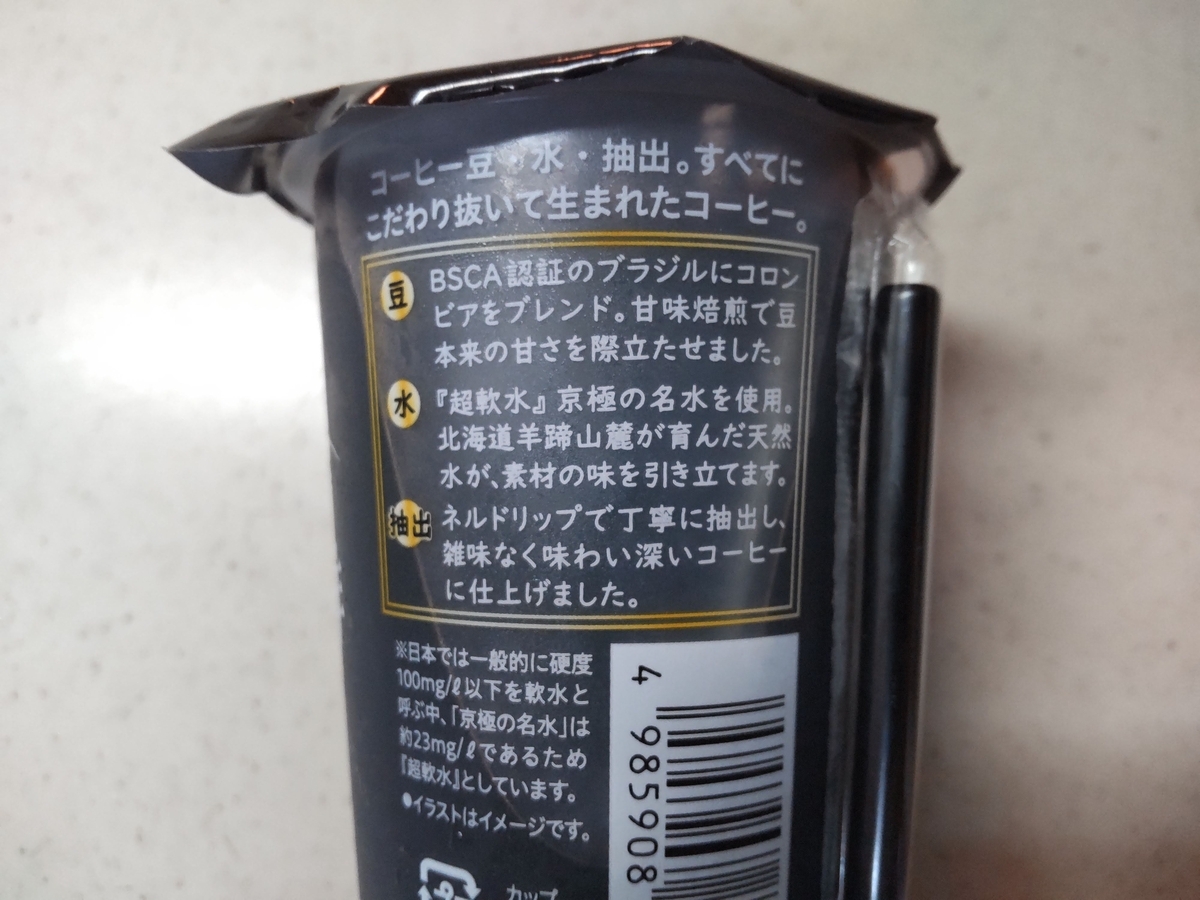 コーヒー豆・水・抽出。すべてに
こだわり抜いて生まれたコーヒー。
豆
BSCA認証のブラジルにコロン
ビアをブレンド。甘味焙煎で豆
本来の甘さを際立たせました。
水
『超軟水』京極の名水を使用。
北海道羊蹄山麓が育んだ天然
水が、素材の味を引き立てます。
抽出
ネルドリップで丁寧に抽出し、
雑味なく味わい深いコーヒー
に仕上げました。
※日本では一般的に硬度
100mg/ℓ以下を軟水と
呼ぶ中、「京極の名水」は
約23mg/ℓであるため
『超軟水』としています。
●イラストはイメージです。
4 985908
カップ